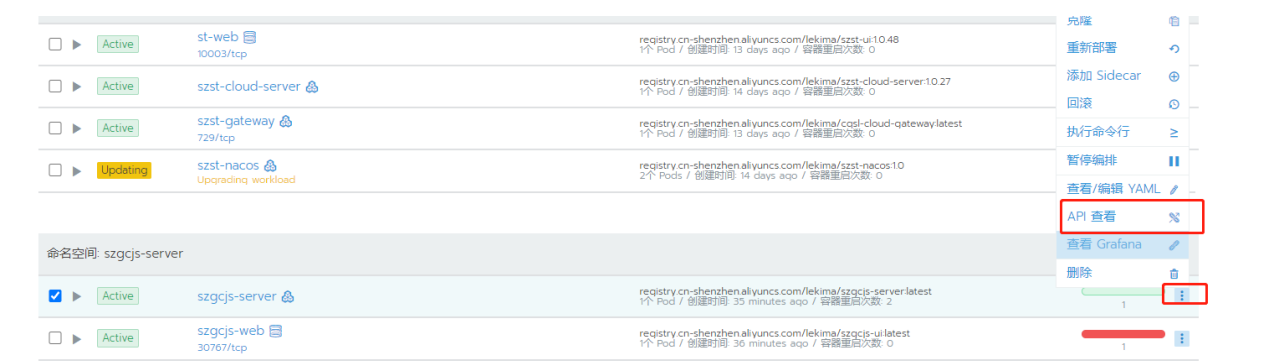 克隆
Active
st-web
10003/tcp
registry.cn-shenzhen.aliyuncs.com/lekima/szst-ui:1.0.48
1个 Pod / 创建时间: 13 days ago / 容器重启次数: 0
重新部署
Active
szst-cloud-server
registry.cn-shenzhen.aliyuncs.com/lekima/szst-cloud-server:1.0.27
1个 Pod / 创建时间: 14 days ago / 容器重启次数: 0
添加 Sidecar
回滚
Active
szst-gateway
729/tcp
registry.cn-shenzhen.aliyuncs.com/lekima/cqsl-cloud-gateway:latest
1个 Pod / 创建时间: 13 days ago / 容器重启次数: 0
执行命令行
暂停编排
Updating
szst-nacos
Upgrading workload
registry.cn-shenzhen.aliyuncs.com/lekima/szst-nacos:1.0
2个 Pods / 创建时间: 14 days ago / 容器重启次数: 0
查看/编辑 YAML
API 查看
查看 Grafana
命名空间: szgcjs-server
删除
Active
szgcjs-server
registry.cn-shenzhen.aliyuncs.com/lekima/szgcjs-server:latest
1个 Pod / 创建时间: 35 minutes ago / 容器重启次数: 2
1
Active
szgcjs-web
30767/tcp
registry.cn-shenzhen.aliyuncs.com/lekima/szgcjs-ui:latest
1个 Pod / 创建时间: 36 minutes ago / 容器重启次数: 0
1